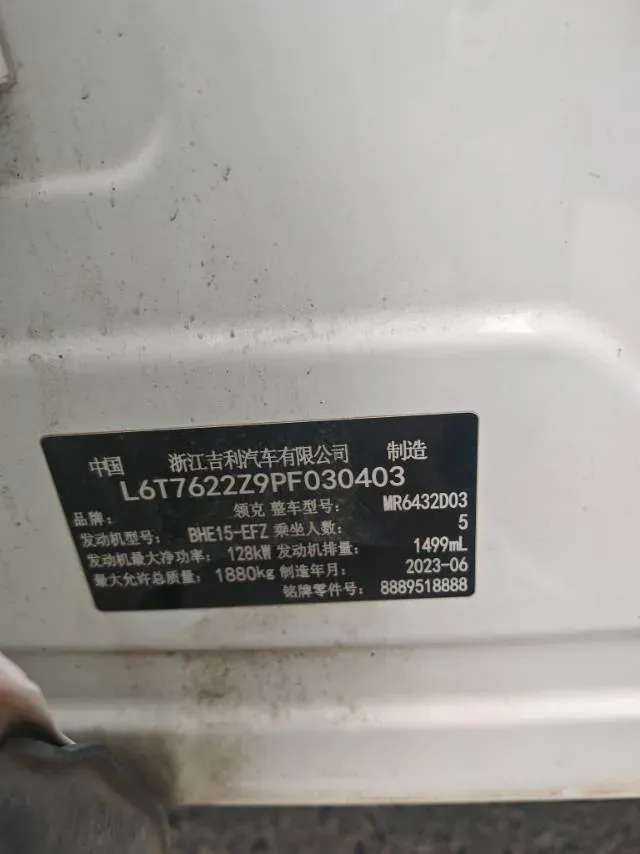 中国 浙江吉利汽车有限公司 制造
L6T7622Z9PF030403
品牌: 领克 整车型号: MR6432D03
发动机型号: BHE15-EFZ 乘坐人数: 5
发动机最大净功率: 128kW 发动机排量: 1499mL
最大允许总质量: 1880kg 制造年月: 2023-06
铭牌零件号: 8889518888